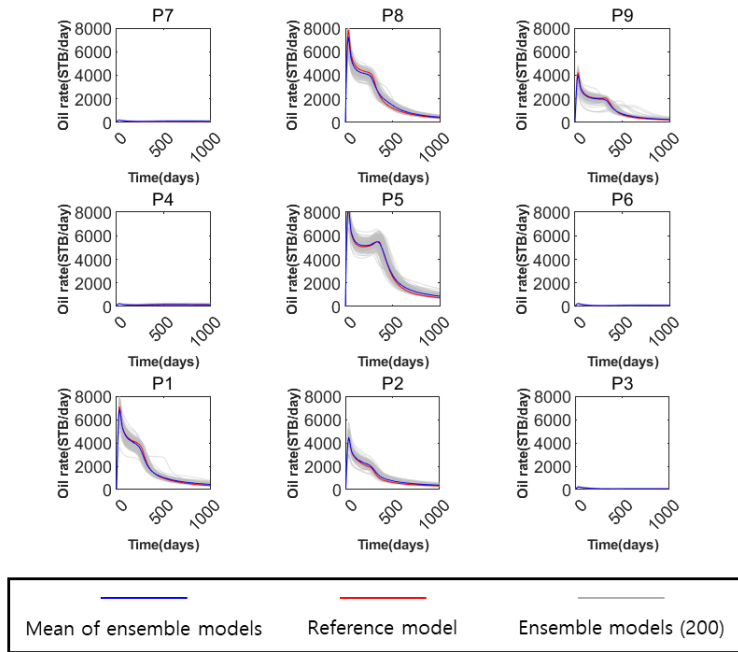 P7
Oil rate(STB/day)
8000
6000
4000
2000
0
0
500
1000
Time(days)
P8
Oil rate(STB/day)
8000
6000
4000
2000
0
0
500
1000
Time(days)
P9
Oil rate(STB/day)
8000
6000
4000
2000
0
0
500
1000
Time(days)
P4
Oil rate(STB/day)
8000
6000
4000
2000
0
0
500
1000
Time(days)
P5
Oil rate(STB/day)
8000
6000
4000
2000
0
0
500
1000
Time(days)
P6
Oil rate(STB/day)
8000
6000
4000
2000
0
0
500
1000
Time(days)
P1
Oil rate(STB/day)
8000
6000
4000
2000
0
0
500
1000
Time(days)
P2
Oil rate(STB/day)
8000
6000
4000
2000
0
0
500
1000
Time(days)
P3
Oil rate(STB/day)
8000
6000
4000
2000
0
0
500
1000
Time(days)
Mean of ensemble models
Reference model
Ensemble models (200)